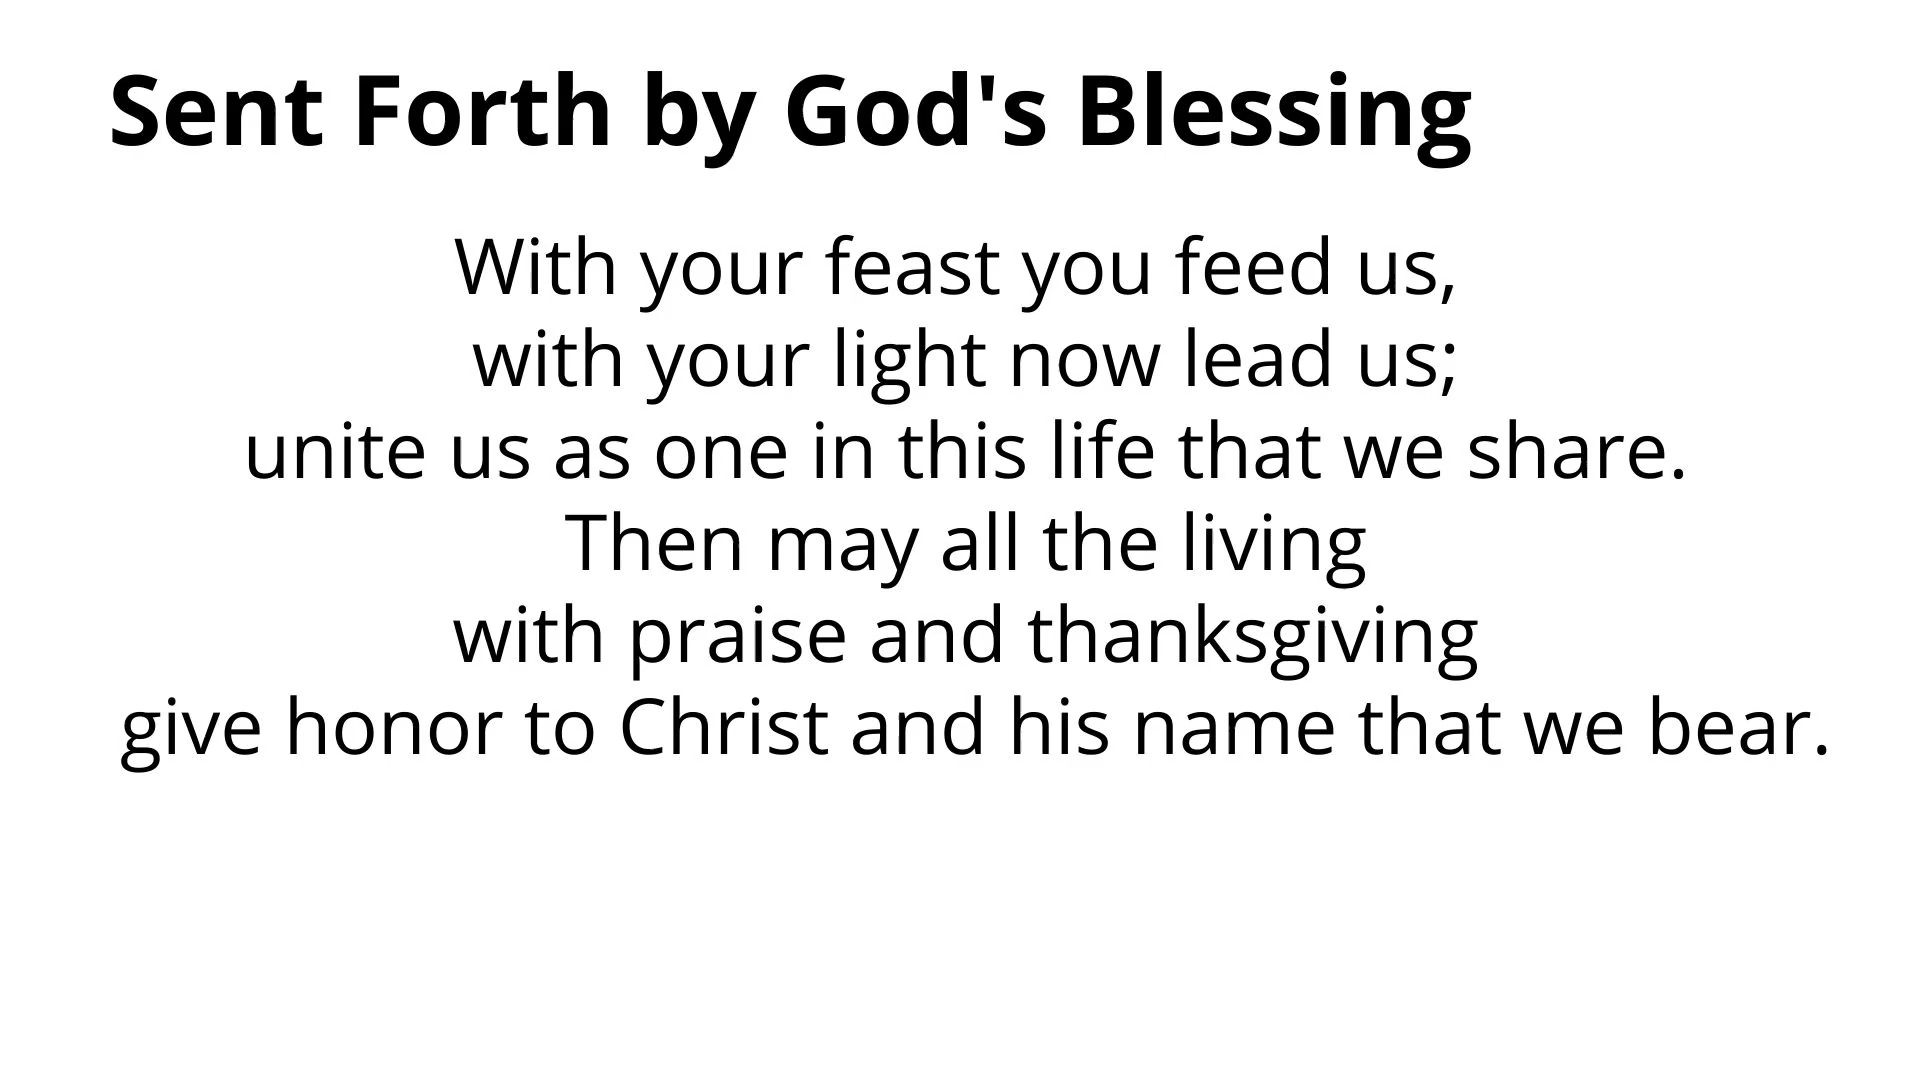 Sent Forth by God's Blessing
With your feast you feed us,
with your light now lead us;
unite us as one in this life that we share.
Then may all the living
with praise and thanksgiving
give honor to Christ and his name that we bear.